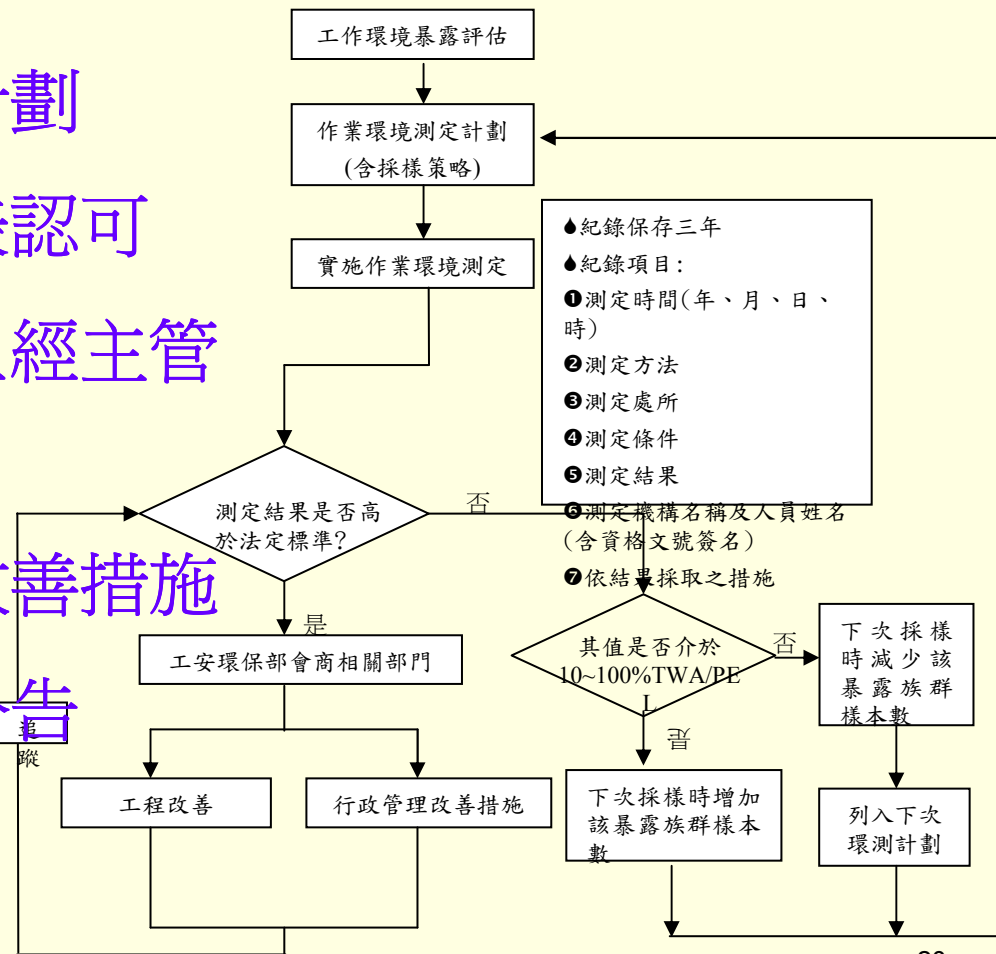 工作環境暴露評估
計劃
作業環境測定計劃
(含採樣策略)
認可
實施作業環境測定
經主管
♦紀錄保存三年
♦紀錄項目:
❶測定時間(年、月、日、
時)
❷測定方法
❸測定處所
❹測定條件
❺測定結果
❻測定機構名稱及人員姓名
(含資格文號簽名)
❼依結果採取之措施
測定結果是否高
於法定標準?
否
改善措施
是
工安環保部會商相關部門
其值是否介於
10~100%TWA/PE
L
否
是
下次採樣
時減少該
暴露族群
樣本數
告
追
蹤
工程改善
行政管理改善措施
下次採樣時增加
該暴露族群樣本
數
列入下次
環測計劃